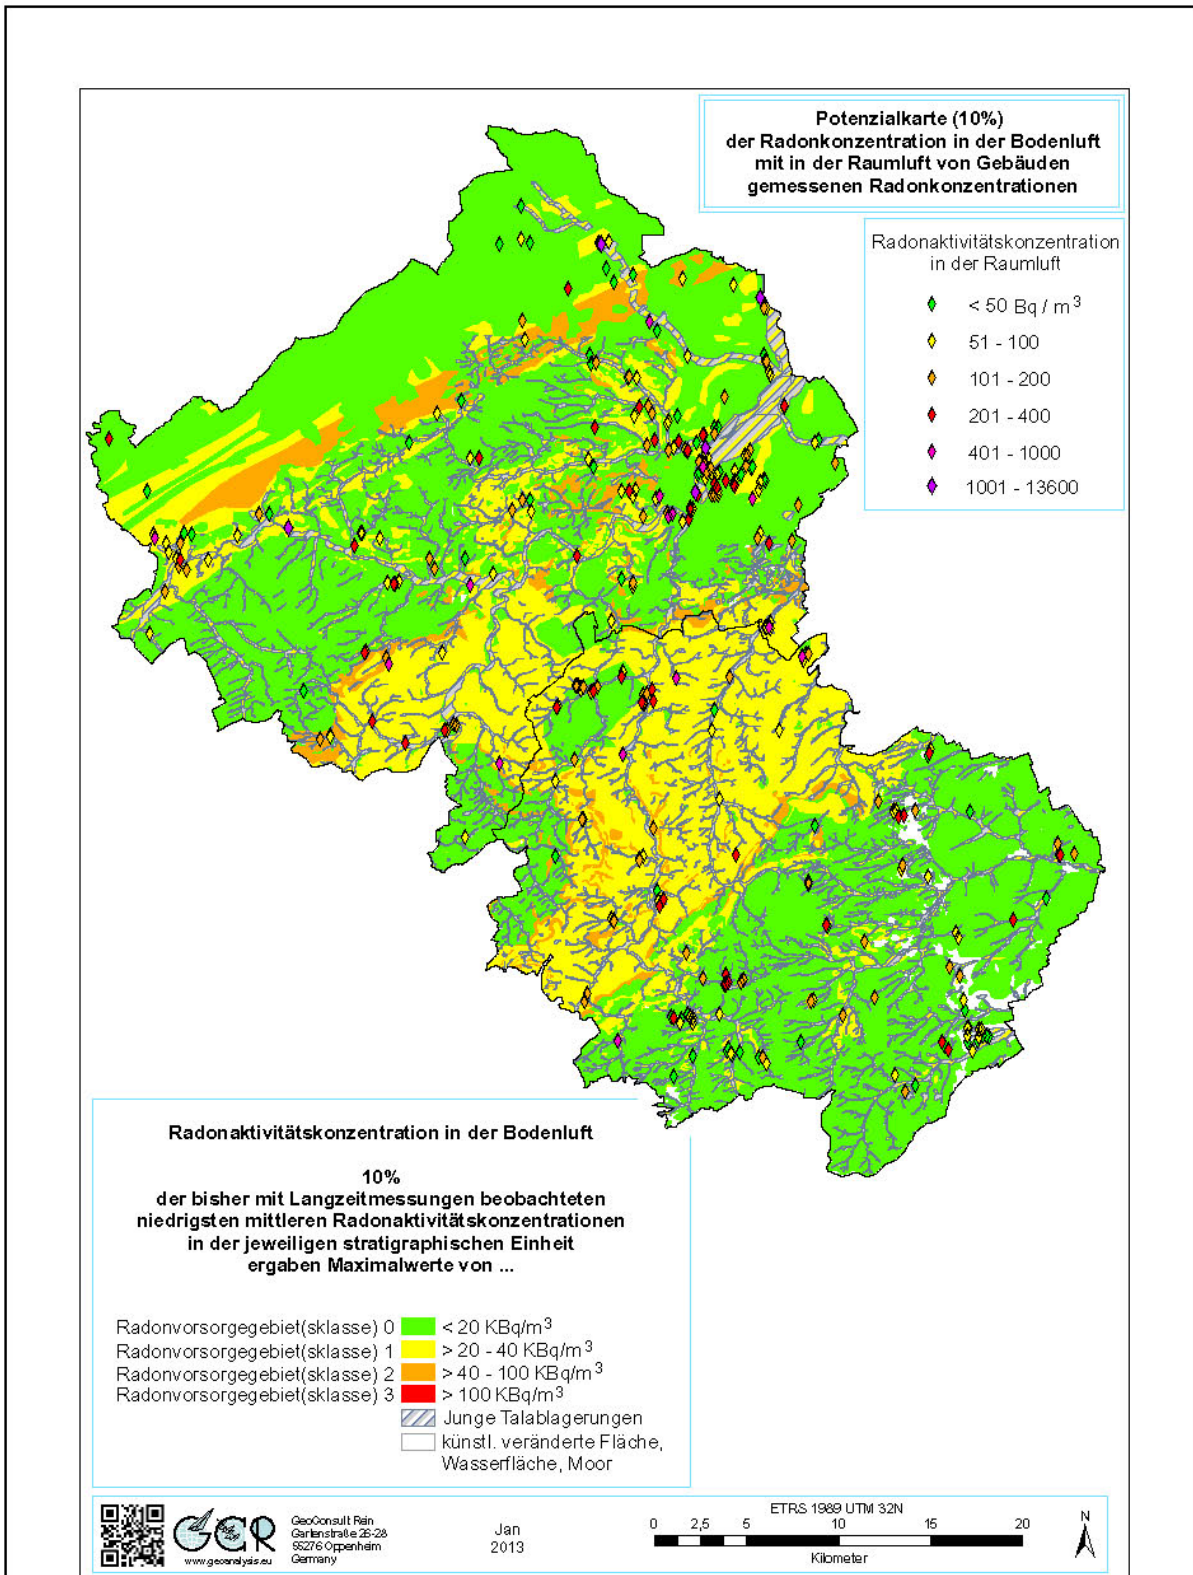 Potenzialkarte (10%)
der Radonkonzentration in der Bodenluft
mit in der Raumluft von Gebäuden
gemessenen Radonkonzentrationen
Radonaktivitätskonzentration
in der Raumluft
< 50 Bq / m³
51 - 100
101 - 200
201 - 400
401 - 1000
1001 - 13600
Radonaktivitätskonzentration in der Bodenluft
10%
der bisher mit Langzeitmessungen beobachteten
niedrigsten mittleren Radonaktivitätskonzentrationen
in der jeweiligen stratigraphischen Einheit
ergaben Maximalwerte von ...
Radonvorsorgegebiet(sklasse) 0 < 20 KBq/m³
Radonvorsorgegebiet(sklasse) 1 > 20 - 40 KBq/m³
Radonvorsorgegebiet(sklasse) 2 > 40 - 100 KBq/m³
Radonvorsorgegebiet(sklasse) 3 > 100 KBq/m³
Junge Talablagerungen
künstl. veränderte Fläche,
Wasserfläche, Moor
GCR
www.geoanalysis.eu
GeoConsult Rein
Gartenstraße 26-28
55276 Oppenheim
Germany
Jan
2013
ETRS 1989 UTM 32N
0 2,5 5 10 15 20
Kilometer
N